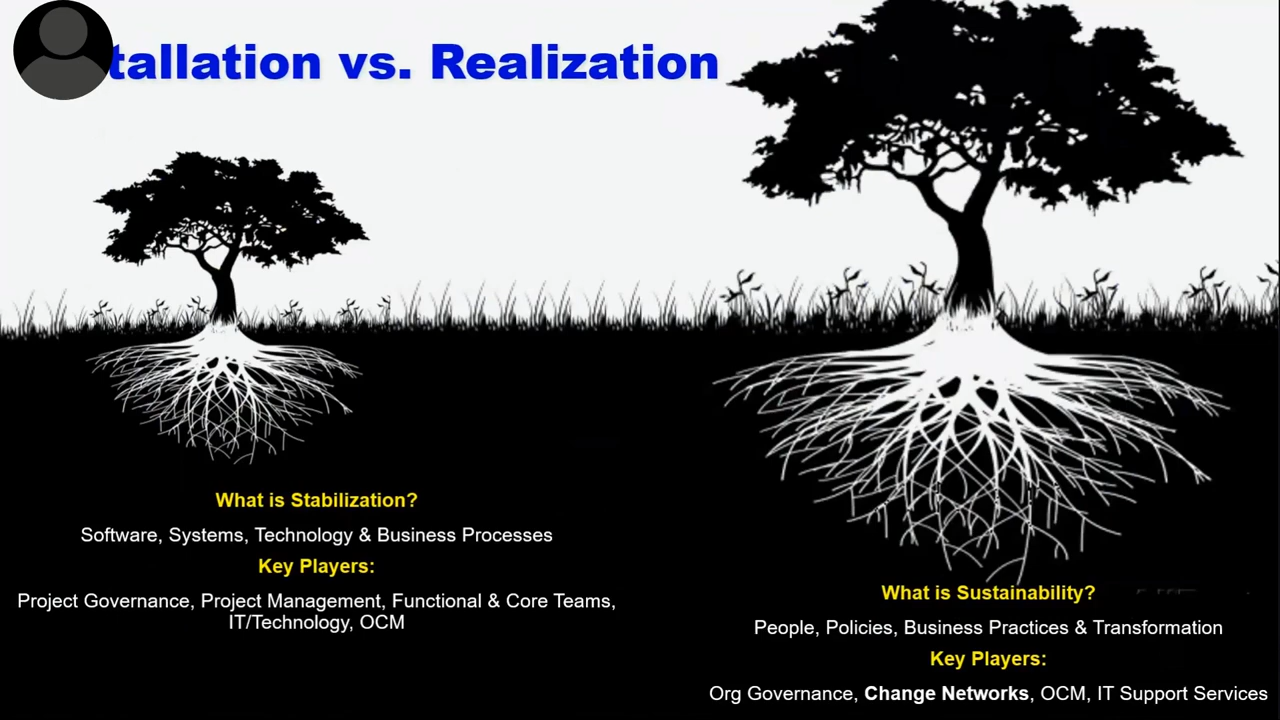 tallation vs. Realization
What is Stabilization?
Software, Systems, Technology & Business Processes
Key Players:
Project Governance, Project Management, Functional & Core Teams,
IT/Technology, OCM
What is Sustainability?
People, Policies, Business Practices & Transformation
Key Players:
Org Governance, Change Networks, OCM, IT Support Services